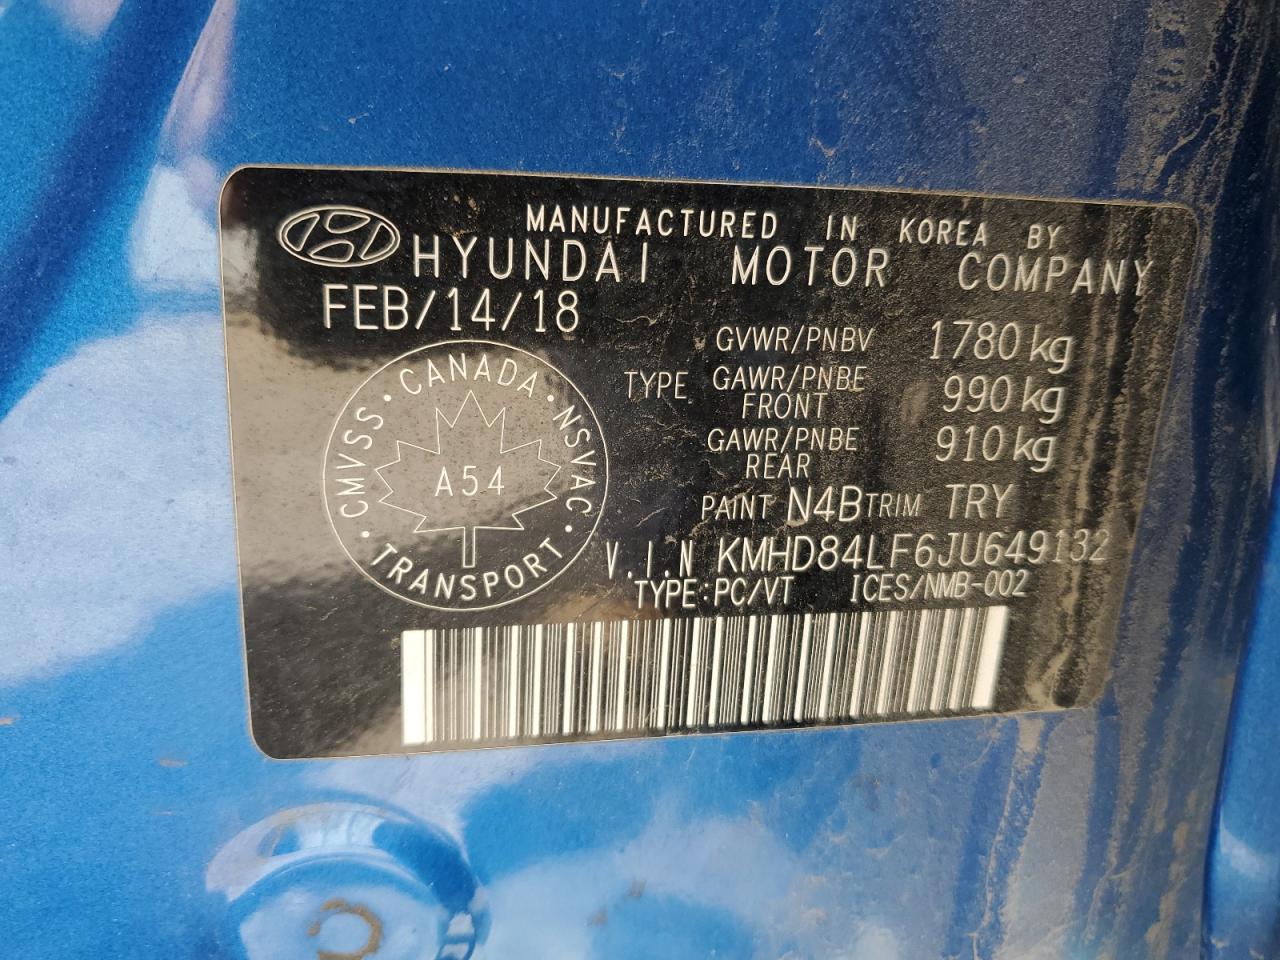 MANUFACTURED IN KOREA BY
HYUNDAI MOTOR COMPANY
FEB/14/18
GVWR/PNBV 1780 kg
TYPE GAWR/PNBE FRONT 990 kg
GAWR/PNBE REAR 910 kg
CMVSS · CANADA · NSVAC · TRANSPORT ·
A54
PAINT N4B TRIM TRY
V.I.N KMHD84LF6JU649132
TYPE:PC/VT ICES/NMB-002